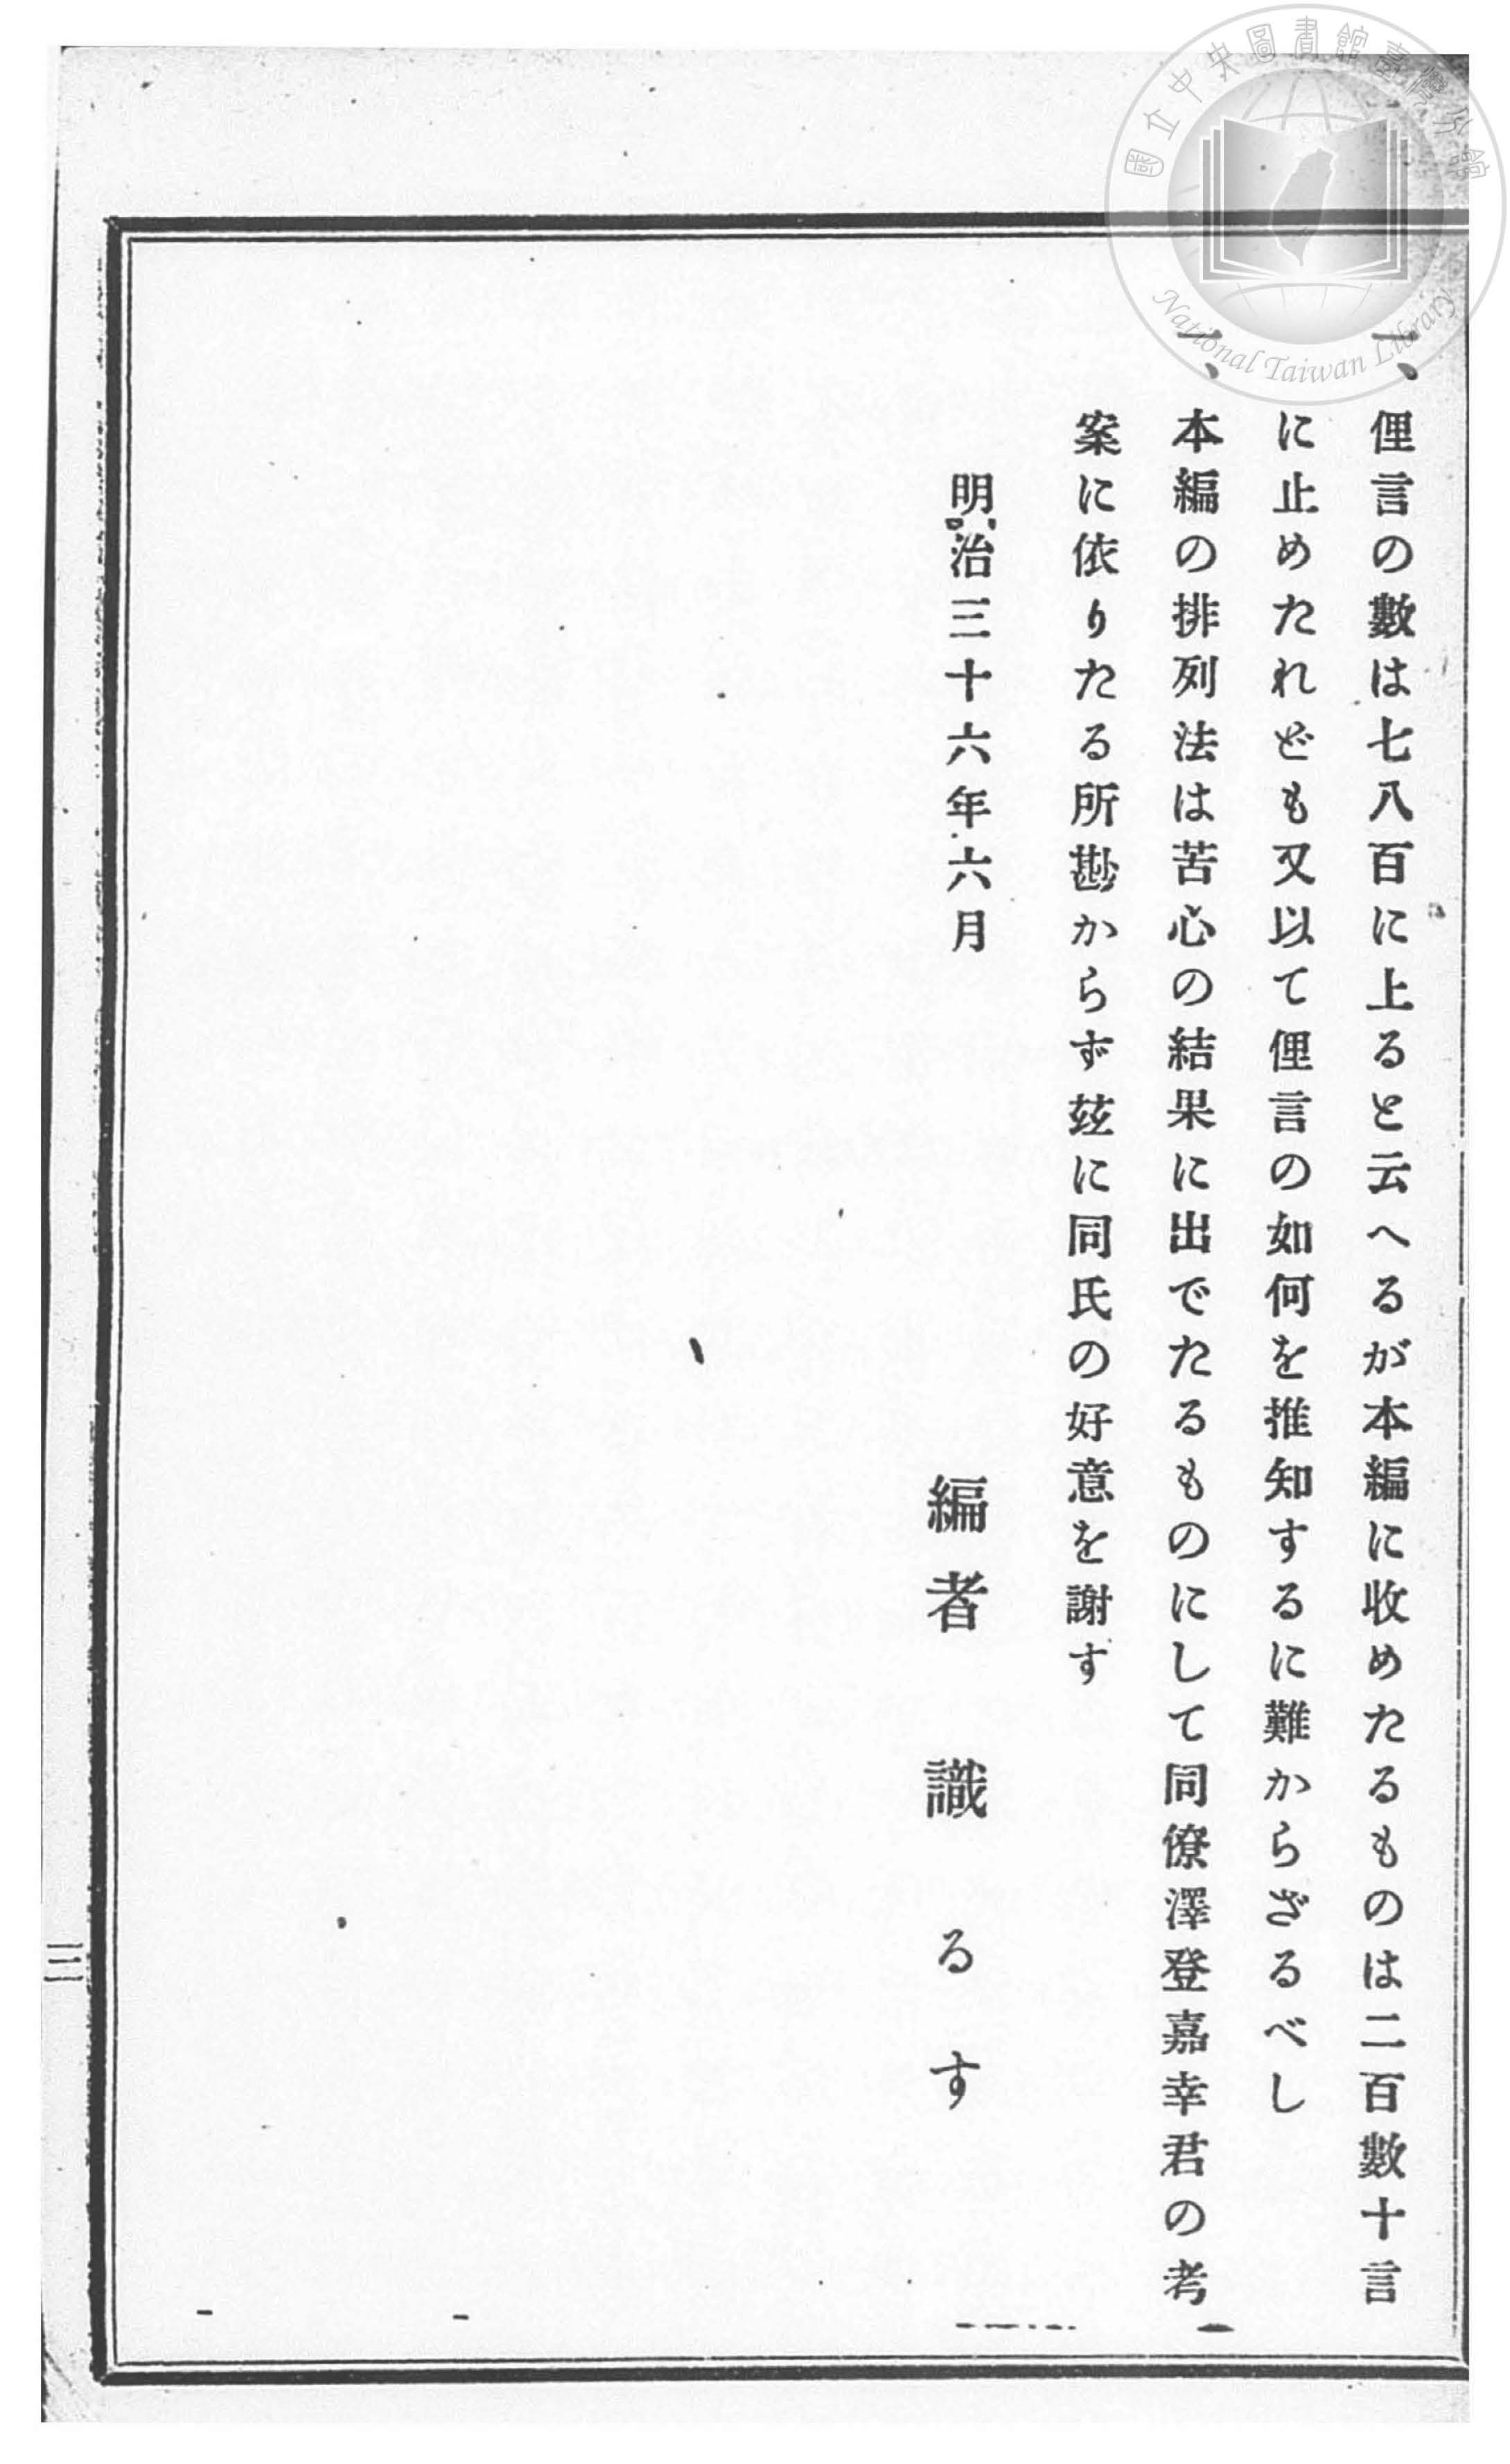 國立中央圖書館臺灣分館
National Taiwan Library
一、俚言の數は七八百に上ると云へるが本編に收めたるものは二百數十言
に止めたれども又以て俚言の如何を推知するに難からざるべし
一、本編の排列法は苦心の結果に出でたるものにして同僚澤登嘉幸君の考
案に依りたる所尠からず茲に同氏の好意を謝す
明治三十六年六月
編者識るす
三